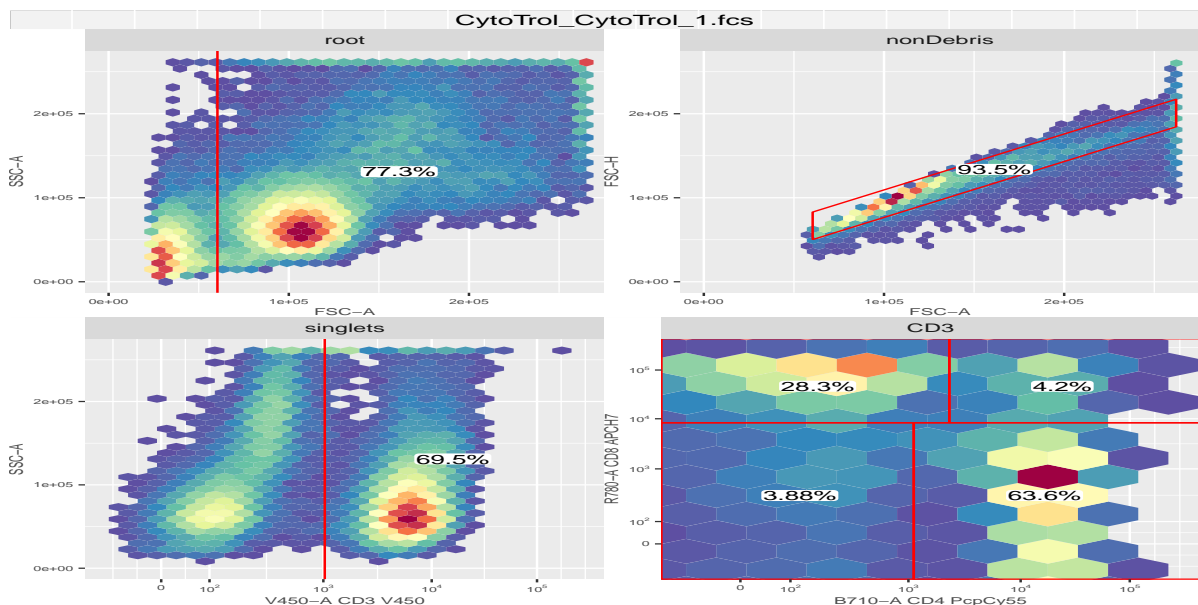 CytoTrol_CytoTrol_1.fcs
root
nonDebris
SSC-A
2e+05
1e+05
0e+00
77.3%
0e+00 1e+05 2e+05
FSC-A
FSC-H
2e+05
1e+05
0e+00
93.5%
0e+00 1e+05 2e+05
FSC-A
singlets
CD3
SSC-A
2e+05
1e+05
0e+00
69.5%
0 10² 10³ 10⁴ 10⁵
V450-A CD3 V450
R780-A CD8 APCH7
10⁵
10⁴
10³
10²
0
28.3%
4.2%
3.88%
63.6%
0 10² 10³ 10⁴ 10⁵
B710-A CD4 PcpCy55